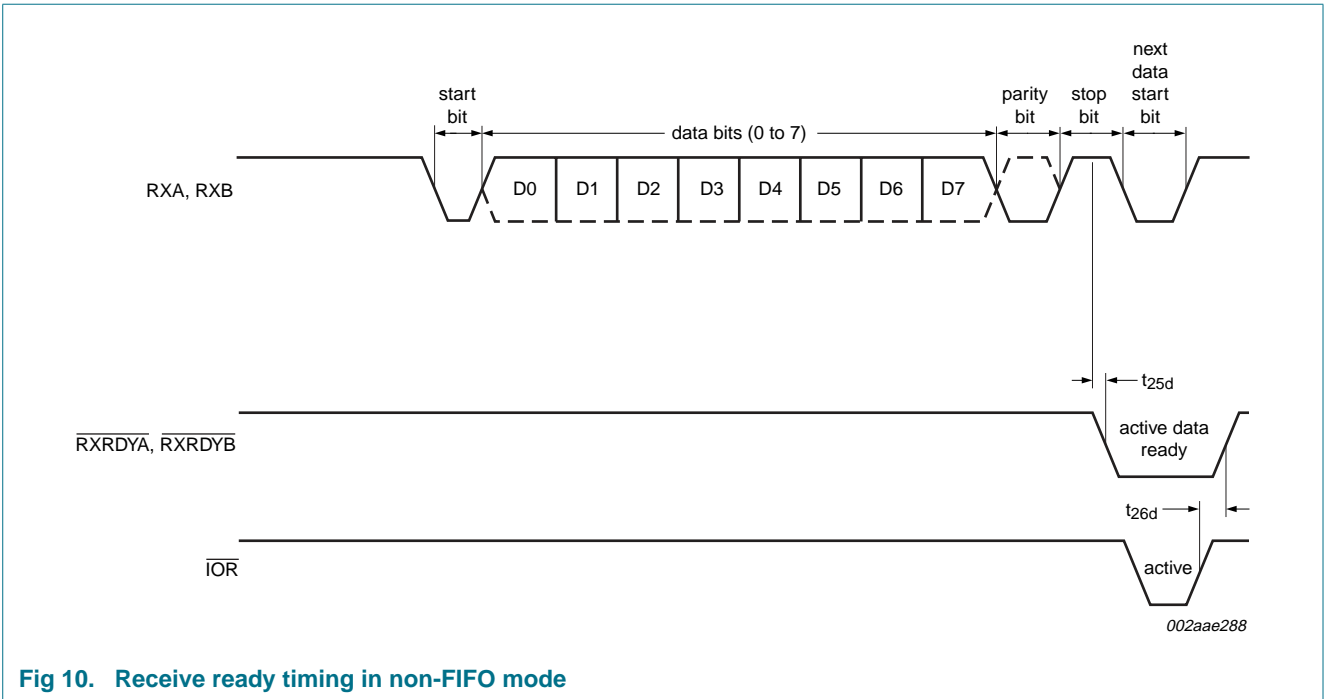 next
data
start
bit
start
bit
parity
bit
stop
bit
data bits (0 to 7)
RXA, RXB
D0 D1 D2 D3 D4 D5 D6 D7
t25d
RXRDYA, RXRDYB
active data
ready
t26d
IOR
active
002aae288
Fig 10. Receive ready timing in non-FIFO mode